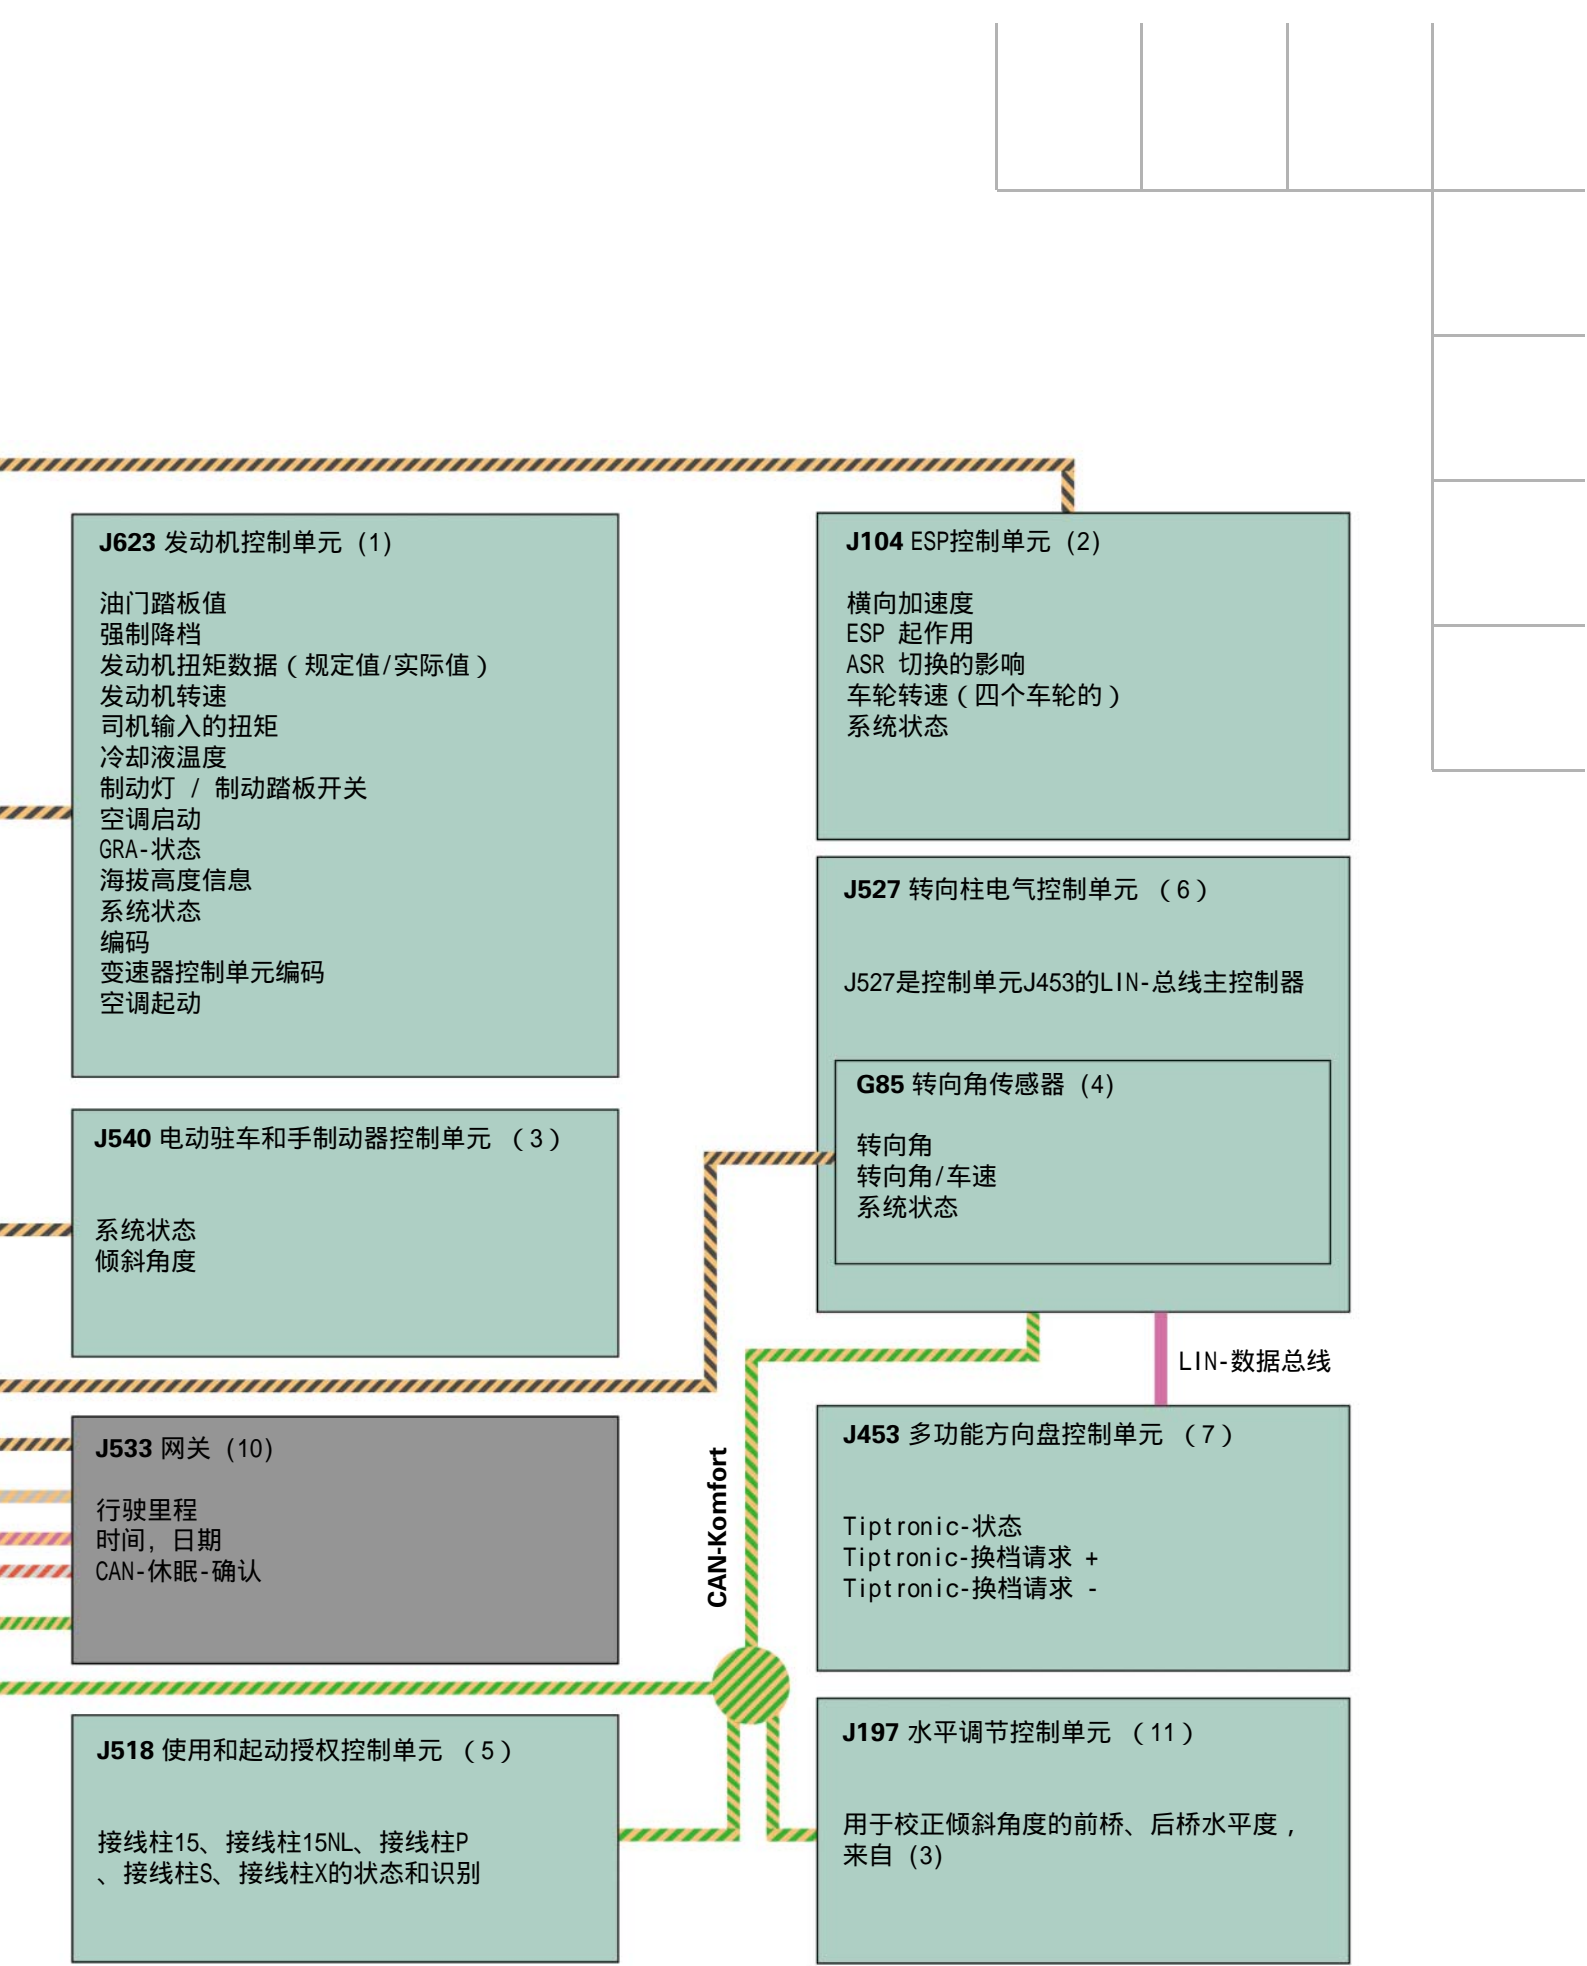 J623 发动机控制单元 (1)
油门踏板值
强制降档
发动机扭矩数据（规定值/实际值）
发动机转速
司机输入的扭矩
冷却液温度
制动灯 / 制动踏板开关
空调启动
GRA-状态
海拔高度信息
系统状态
编码
变速器控制单元编码
空调起动
J104 ESP控制单元 (2)
横向加速度
ESP 起作用
ASR 切换的影响
车轮转速（四个车轮的）
系统状态
J527 转向柱电气控制单元 （6）
J527是控制单元J453的LIN-总线主控制器
G85 转向角传感器 (4)
转向角
转向角/车速
系统状态
J540 电动驻车和手制动器控制单元 （3）
系统状态
倾斜角度
LIN-数据总线
J533 网关 (10)
行驶里程
时间, 日期
CAN-休眠-确认
CAN-Komfort
J453 多功能方向盘控制单元 （7）
Tiptronic-状态
Tiptronic-换档请求 +
Tiptronic-换档请求 -
J518 使用和起动授权控制单元 （5）
接线柱15、接线柱15NL、接线柱P
、接线柱S、接线柱X的状态和识别
J197 水平调节控制单元 （11）
用于校正倾斜角度的前桥、后桥水平度，
来自 (3)